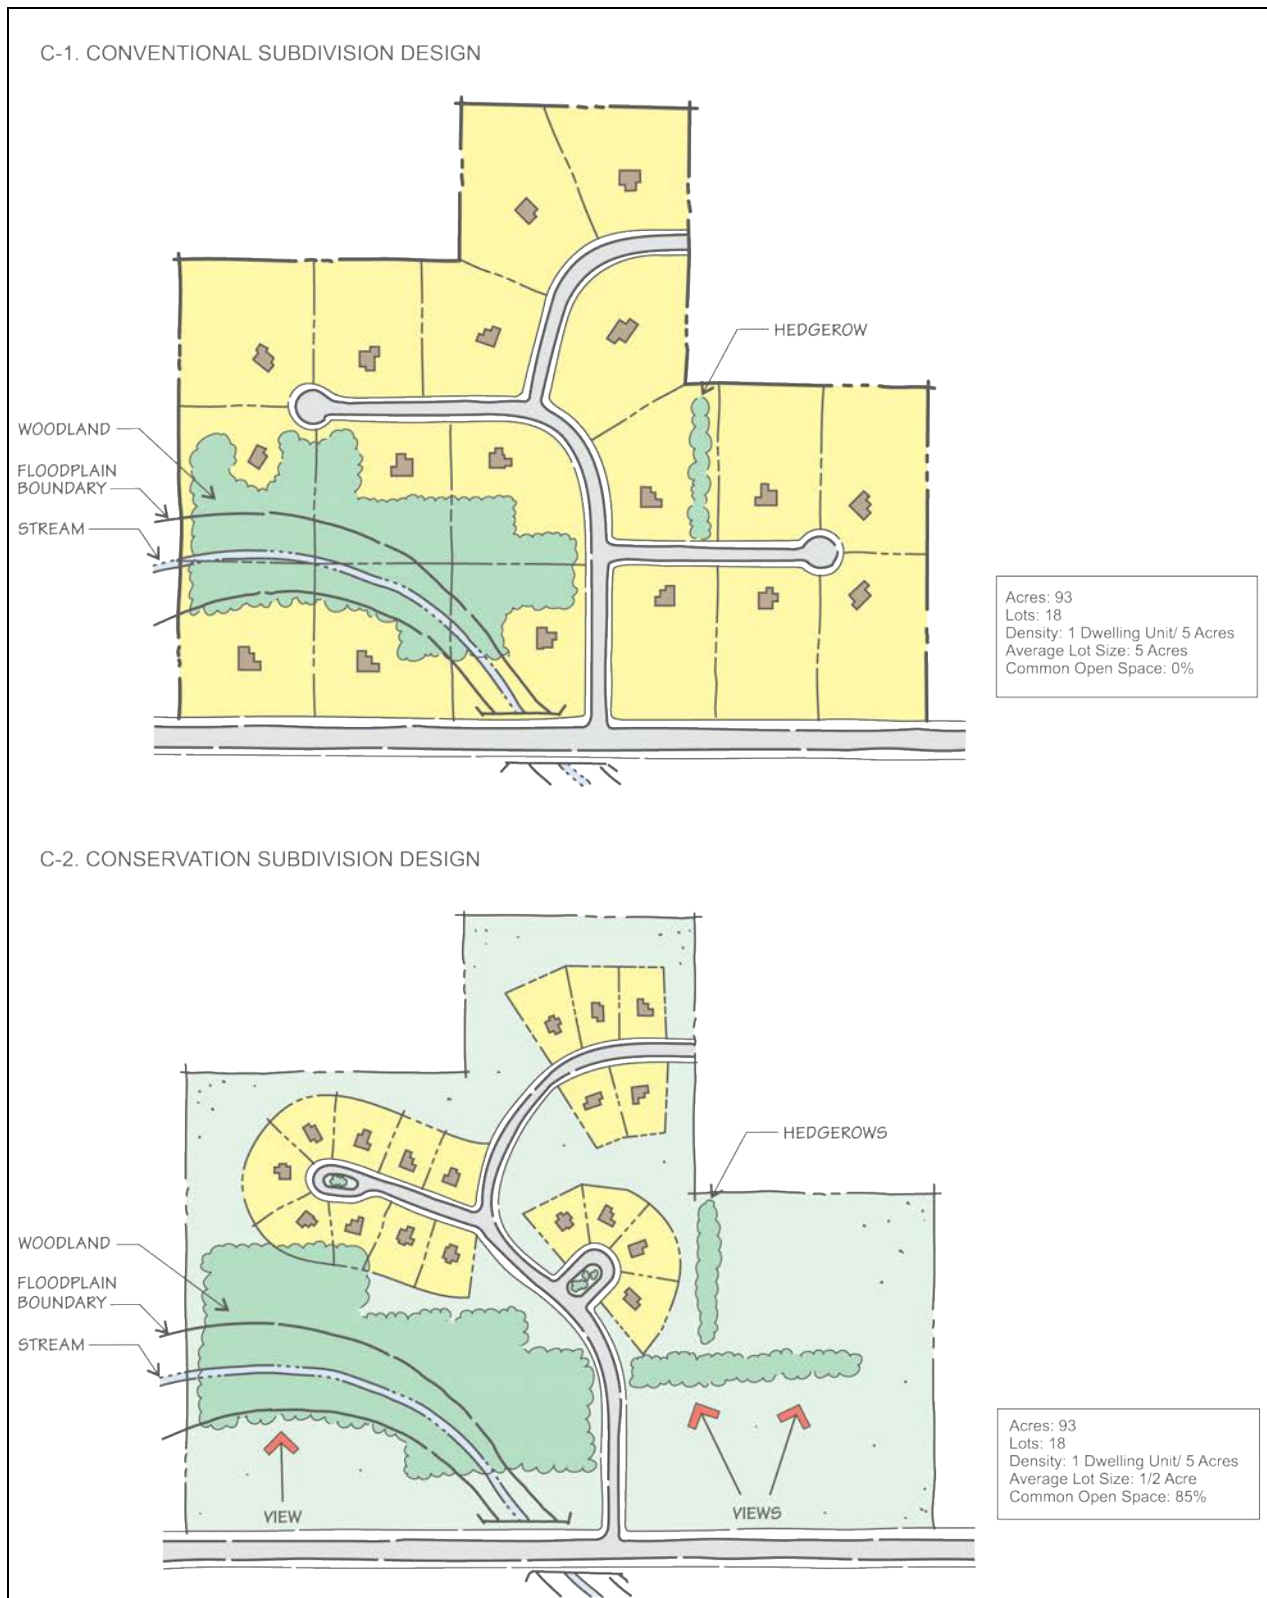 C-1. CONVENTIONAL SUBDIVISION DESIGN
HEDGEROW
WOODLAND
FLOODPLAIN
BOUNDARY
STREAM
Acres: 93
Lots: 18
Density: 1 Dwelling Unit/ 5 Acres
Average Lot Size: 5 Acres
Common Open Space: 0%
C-2. CONSERVATION SUBDIVISION DESIGN
HEDGEROWS
WOODLAND
FLOODPLAIN
BOUNDARY
STREAM
VIEW
VIEWS
Acres: 93
Lots: 18
Density: 1 Dwelling Unit/ 5 Acres
Average Lot Size: 1/2 Acre
Common Open Space: 85%